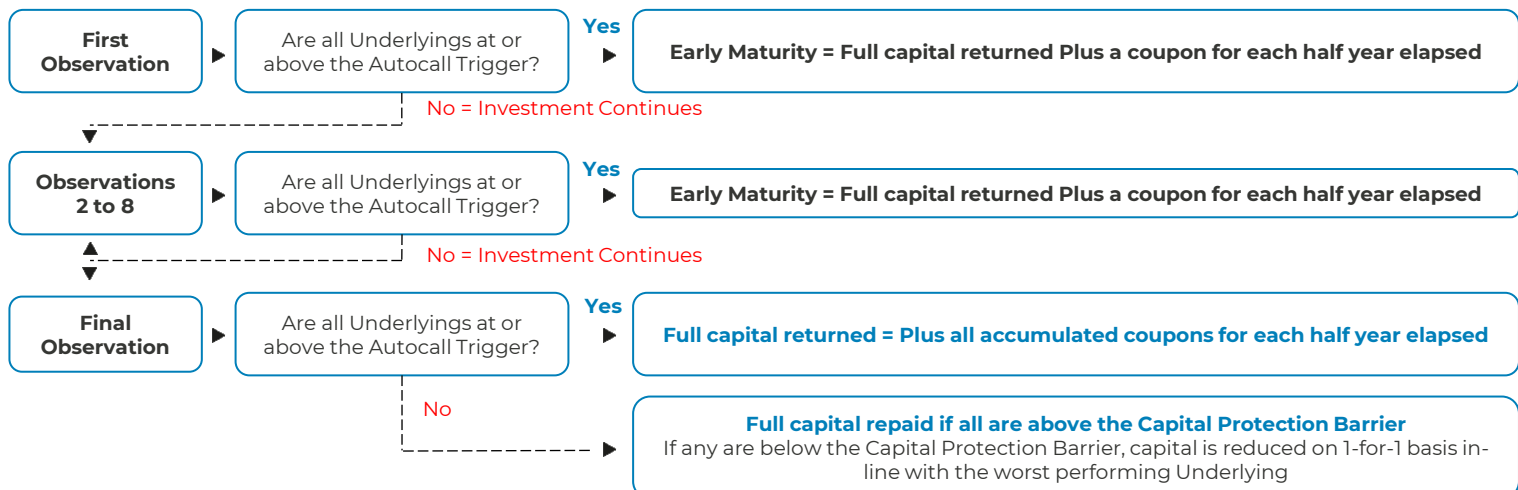 First
Observation
Are all Underlyings at or
above the Autocall Trigger?
Yes
Early Maturity = Full capital returned Plus a coupon for each half year elapsed
No = Investment Continues
Observations
2 to 8
Are all Underlyings at or
above the Autocall Trigger?
Yes
Early Maturity = Full capital returned Plus a coupon for each half year elapsed
No = Investment Continues
Final
Observation
Are all Underlyings at or
above the Autocall Trigger?
Yes
Full capital returned = Plus all accumulated coupons for each half year elapsed
No
Full capital repaid if all are above the Capital Protection Barrier
If any are below the Capital Protection Barrier, capital is reduced on 1-for-1 basis in-
line with the worst performing Underlying